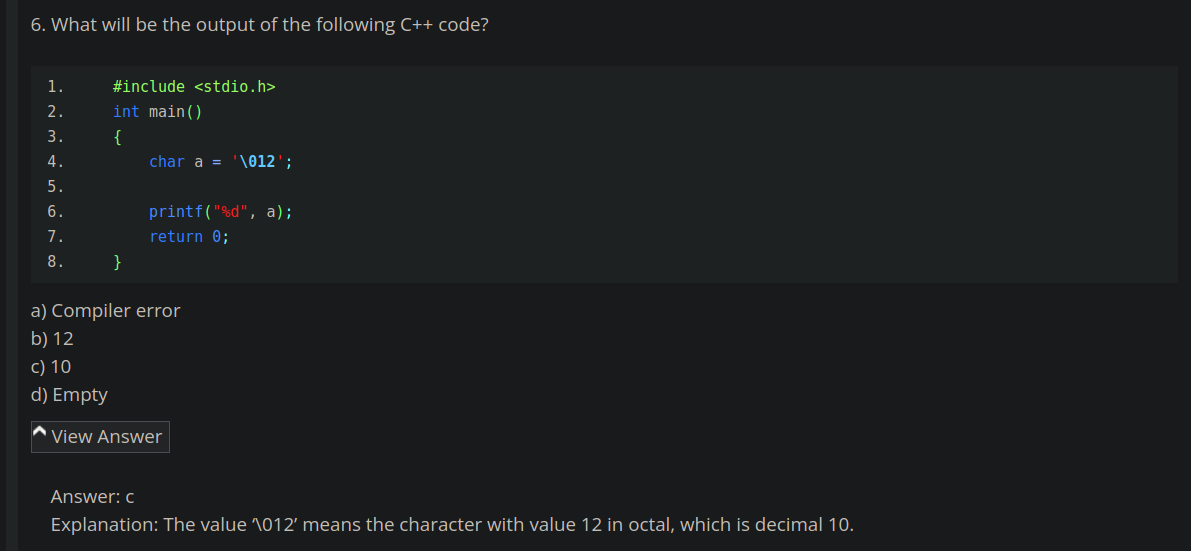 6. What will be the output of the following C++ code?
1. #include <stdio.h>
2. int main()
3. {
4. char a = '\012';
5.
6. printf("%d", a);
7. return 0;
8. }
a) Compiler error
b) 12
c) 10
d) Empty
View Answer
Answer: c
Explanation: The value '\012' means the character with value 12 in octal, which is decimal 10.